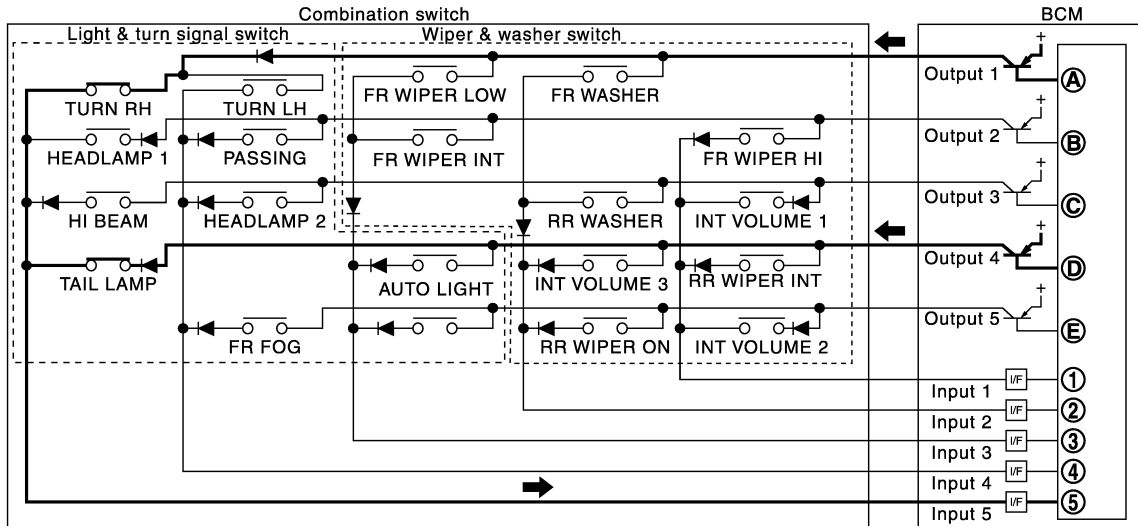 Combination switch
BCM
Light & turn signal switch
Wiper & washer switch
+
Output 1
A
TURN RH
TURN LH
FR WIPER LOW
FR WASHER
+
Output 2
B
HEADLAMP 1
PASSING
FR WIPER INT
FR WIPER HI
+
Output 3
C
HI BEAM
HEADLAMP 2
RR WASHER
INT VOLUME 1
+
Output 4
D
TAIL LAMP
AUTO LIGHT
INT VOLUME 3
RR WIPER INT
+
Output 5
E
FR FOG
RR WIPER ON
INT VOLUME 2
Input 1
I/F
1
Input 2
I/F
2
Input 3
I/F
3
Input 4
I/F
4
Input 5
I/F
5